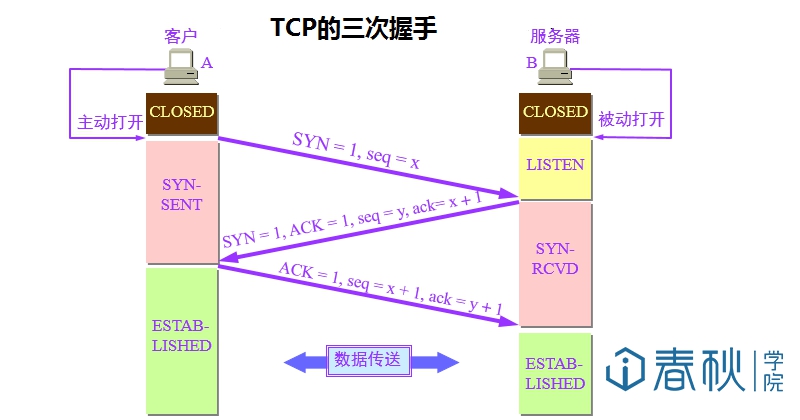 TCP的三次握手
客户
A
服务器
B
主动打开
CLOSED
CLOSED
被动打开
SYN = 1, seq = x
LISTEN
SYN-
SENT
SYN = 1, ACK = 1, seq = y, ack= x + 1
SYN-
RCVD
ACK = 1, seq = x + 1, ack = y + 1
ESTAB-
LISHED
数据传送
ESTAB-
LISHED
春秋
学院